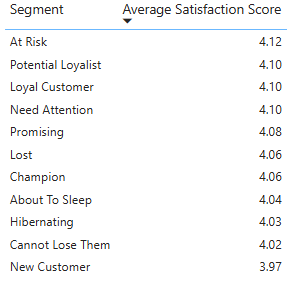 Segment Average Satisfaction Score
At Risk 4.12
Potential Loyalist 4.10
Loyal Customer 4.10
Need Attention 4.10
Promising 4.08
Lost 4.06
Champion 4.06
About To Sleep 4.04
Hibernating 4.03
Cannot Lose Them 4.02
New Customer 3.97